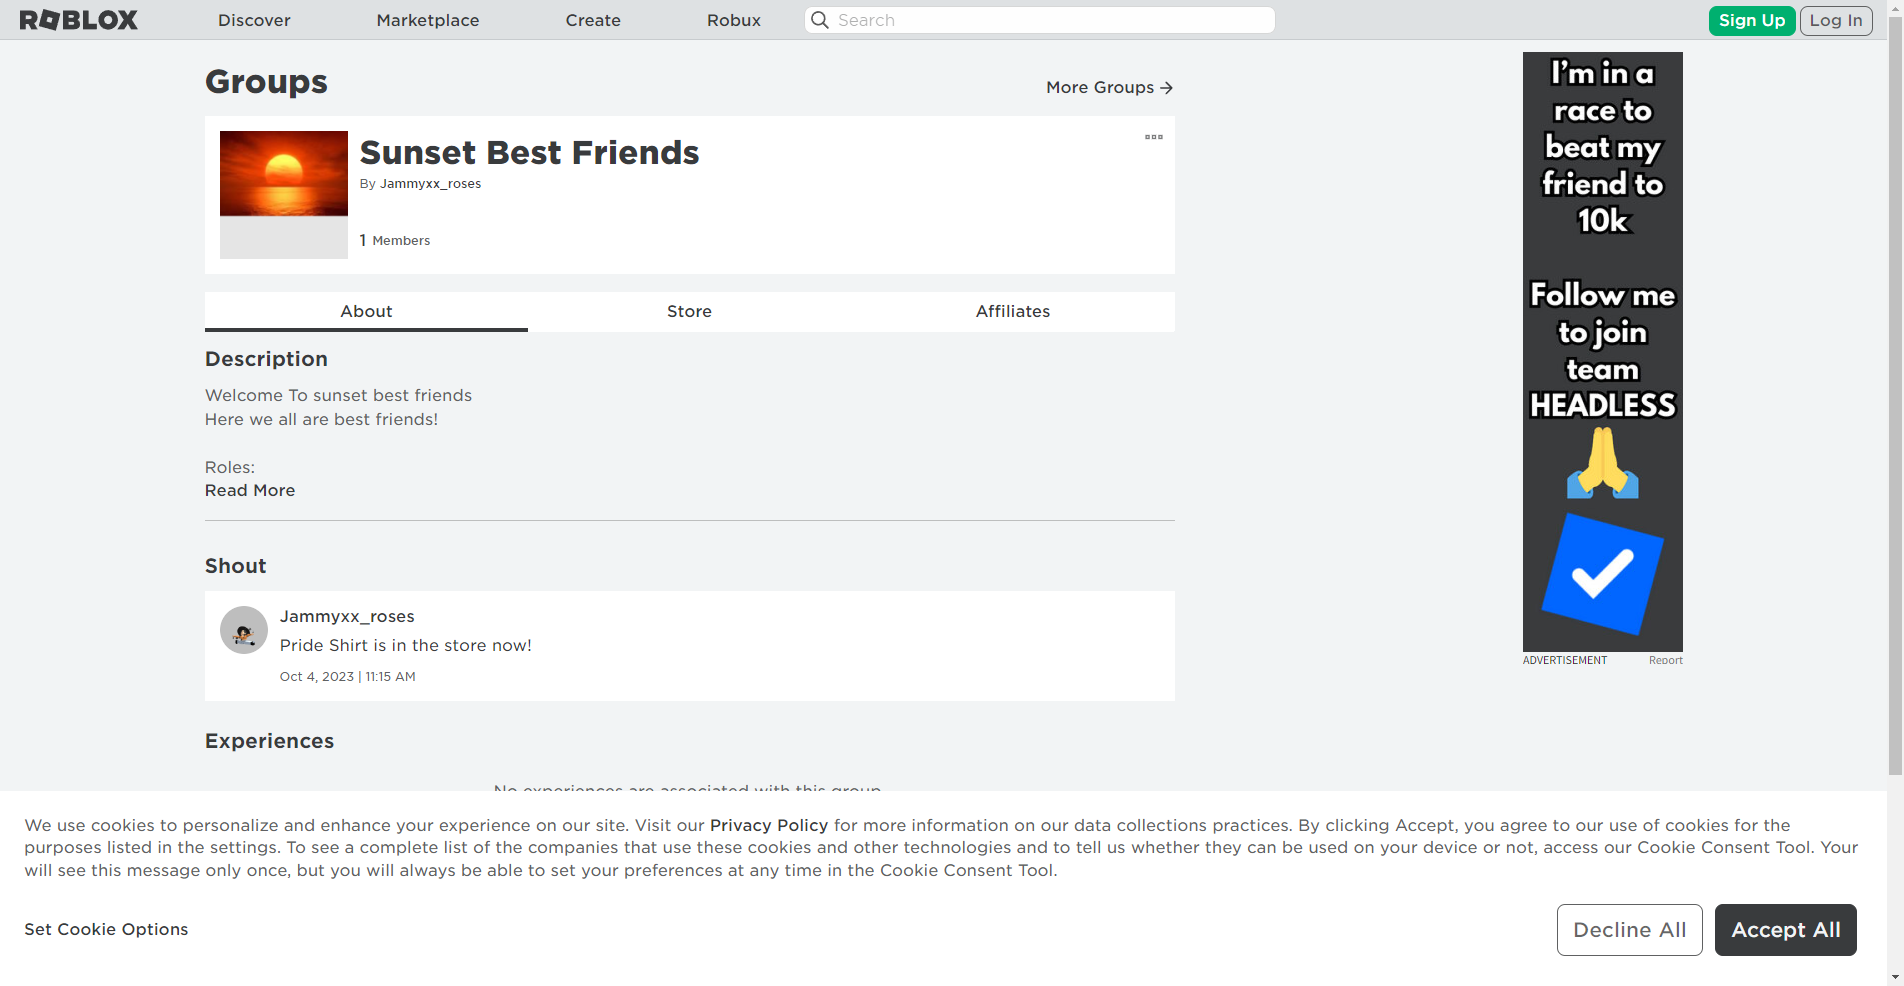 ROBLOX
Discover
Marketplace
Create
Robux
Search
Sign Up
Log In
Groups
More Groups
Sunset Best Friends
By Jammyxx_roses
1 Members
About
Store
Affiliates
Description
Welcome To sunset best friends
Here we all are best friends!
Roles:
Read More
Shout
Jammyxx_roses
Pride Shirt is in the store now!
Oct 4, 2023 | 11:15 AM
Experiences
No experiences are associated with this group
I'm in a
race to
beat my
friend to
10k
Follow me
to join
team
HEADLESS
ADVERTISEMENT
Report
We use cookies to personalize and enhance your experience on our site. Visit our Privacy Policy for more information on our data collections practices. By clicking Accept, you agree to our use of cookies for the
purposes listed in the settings. To see a complete list of the companies that use these cookies and other technologies and to tell us whether they can be used on your device or not, access our Cookie Consent Tool. Your
will see this message only once, but you will always be able to set your preferences at any time in the Cookie Consent Tool.
Set Cookie Options
Decline All
Accept All